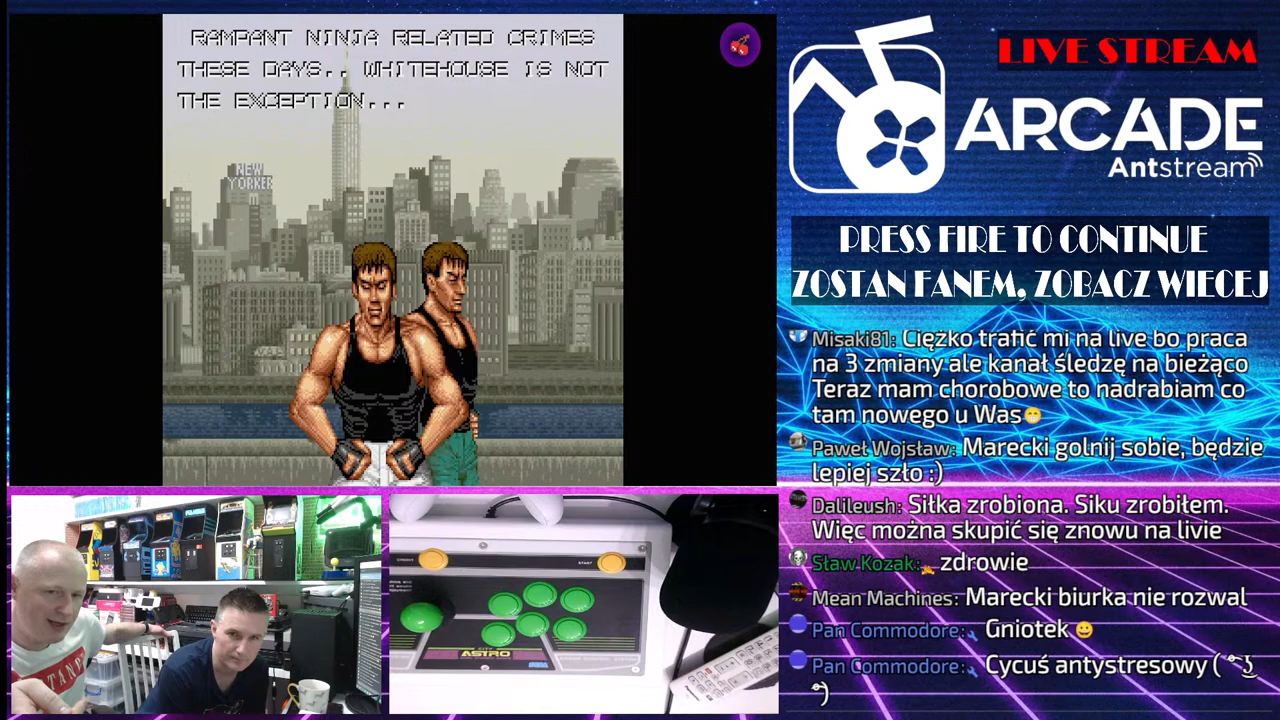 RAMPANT NINJA RELATED CRIMES
THESE DAYS.. WHITEHOUSE IS NOT
THE EXCEPTION...
NEW
YORKER
LIVE STREAM
ARCADE
Antstream
PRESS FIRE TO CONTINUE
ZOSTAN FANEM, ZOBACZ WIECEJ
Misaki81: Ciężko trafić mi na live bo praca
na 3 zmiany ale kanał śledzę na bieżąco
Teraz mam chorobowe to nadrabiam co
tam nowego u Was😁
Paweł Wojsław: Marecki golnij sobie, będzie
lepiej szło :)
Dalileush: Siłka zrobiona. Siku zrobiłem.
Więc można skupić się znowu na livie
Sław Kozak: zdrowie
Mean Machines: Marecki biurka nie rozwal
Pan Commodore: Gniotek 😀
Pan Commodore: Cycuś antystresowy ( ͡° ͜ʖ
͡°)
CREDIT
START
CITY
ASTRO
SEGA